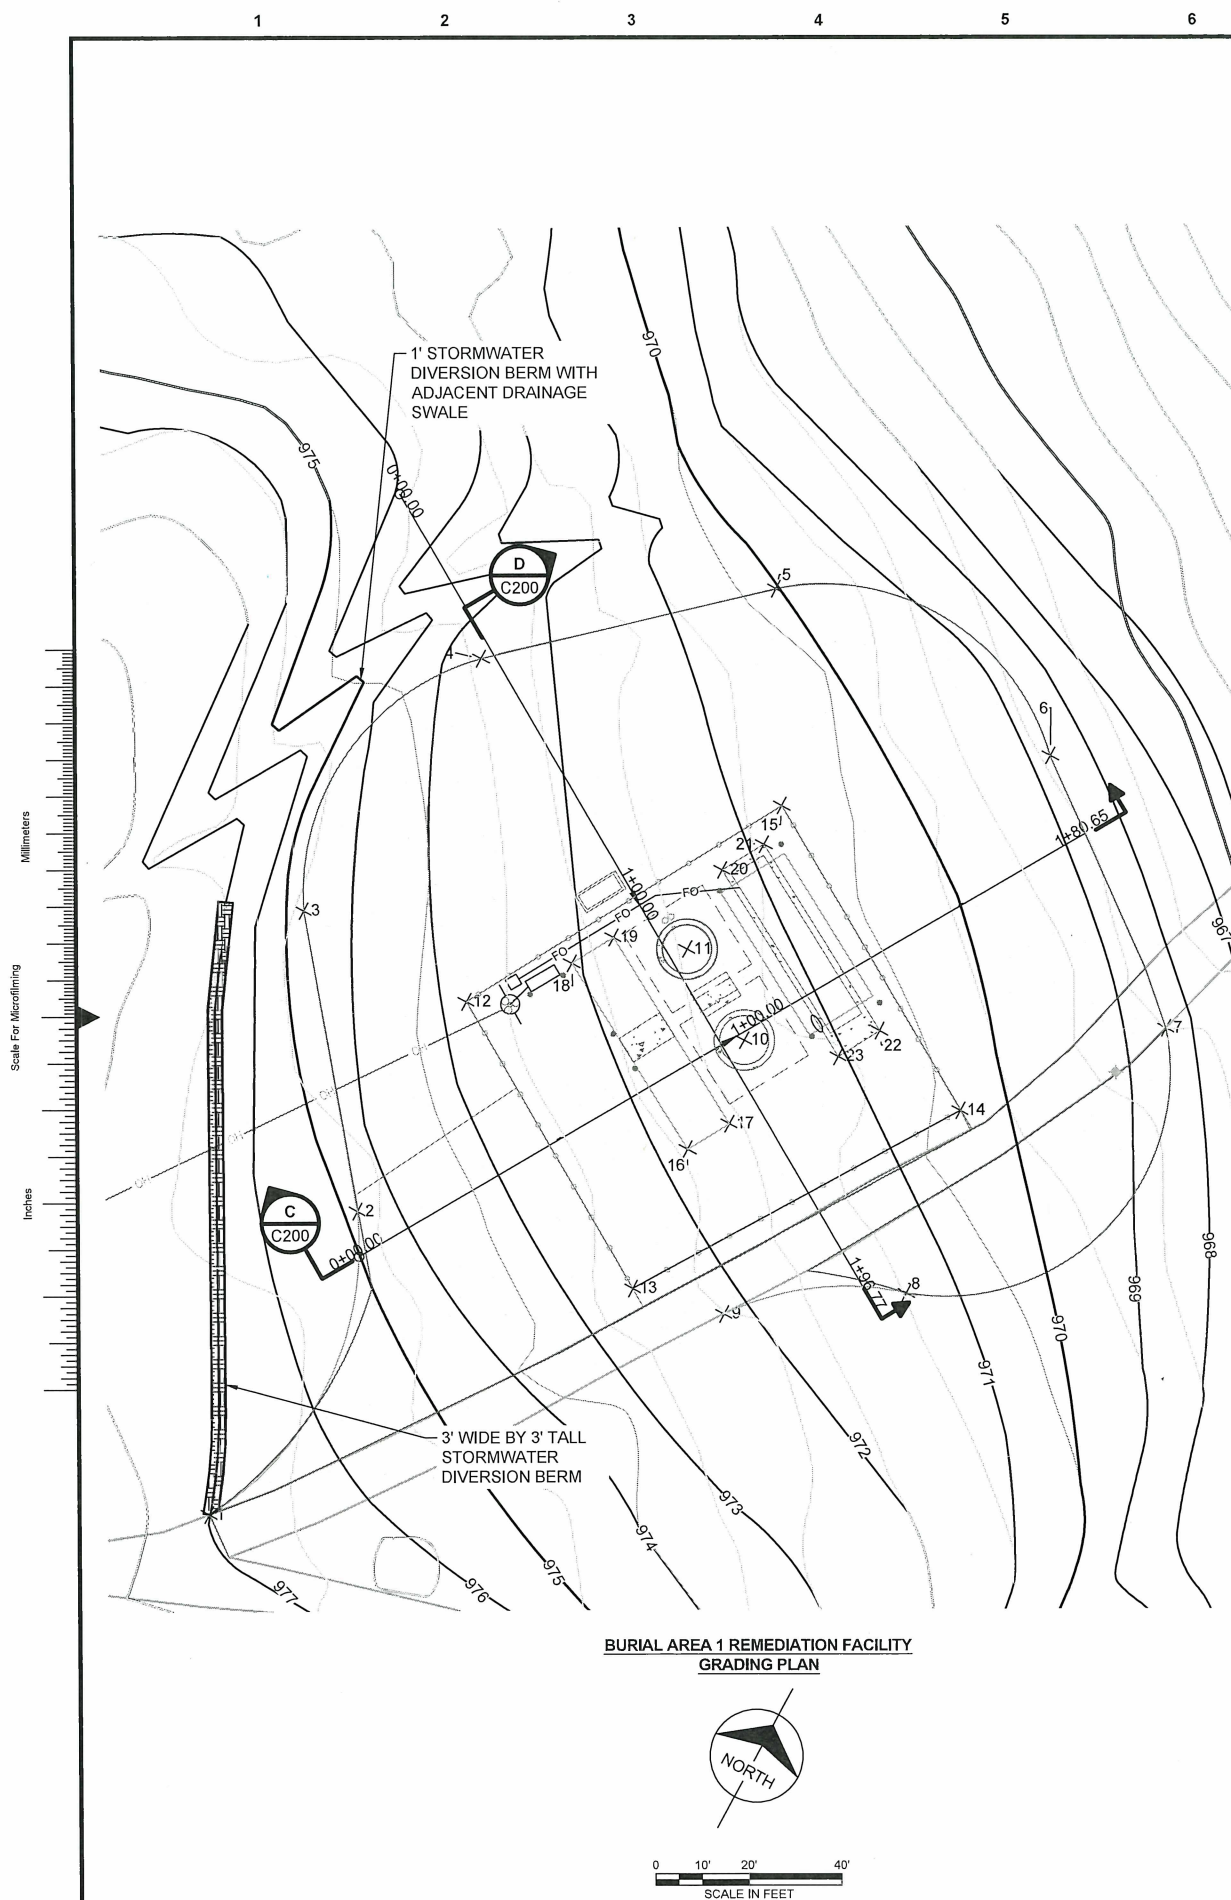 1 2 3 4 5 6
970
1' STORMWATER
DIVERSION BERM WITH
ADJACENT DRAINAGE
SWALE
975
0+00.00
D
C200
5
4
6
1+80.65
15
21
20
1+00.00
FO
FO
FO
3
19
11
967
12
18
1+00.00
10
7
22
23
OH
OH
OH
OH
14
17
16
2
C
C200
0+00.00
968
13
1+96.77
8
969
9
970
971
3' WIDE BY 3' TALL
STORMWATER
DIVERSION BERM
972
973
974
975
976
977
Millimeters
Scale For Microfilming
Inches
BURIAL AREA 1 REMEDIATION FACILITY
GRADING PLAN
NORTH
0 10' 20' 40'
SCALE IN FEET